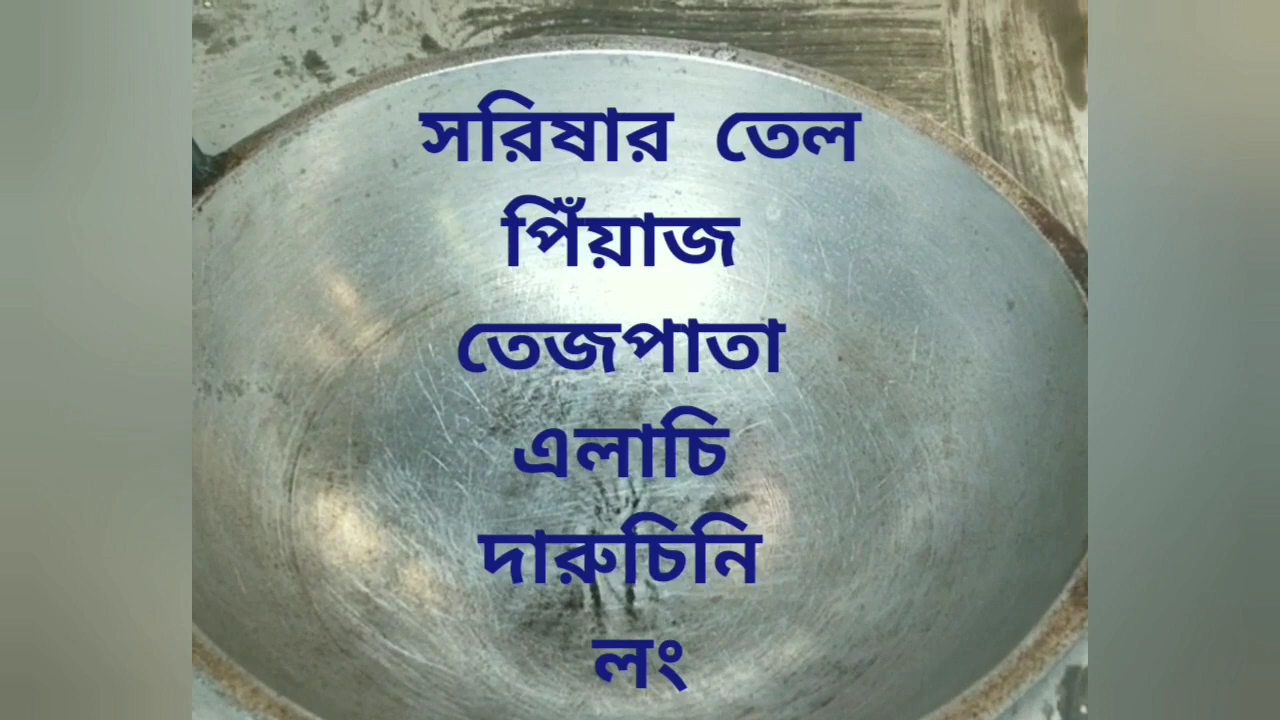 সরিষার তেল
পিঁয়াজ
তেজপাতা
এলাচি
দারুচিনি
লং